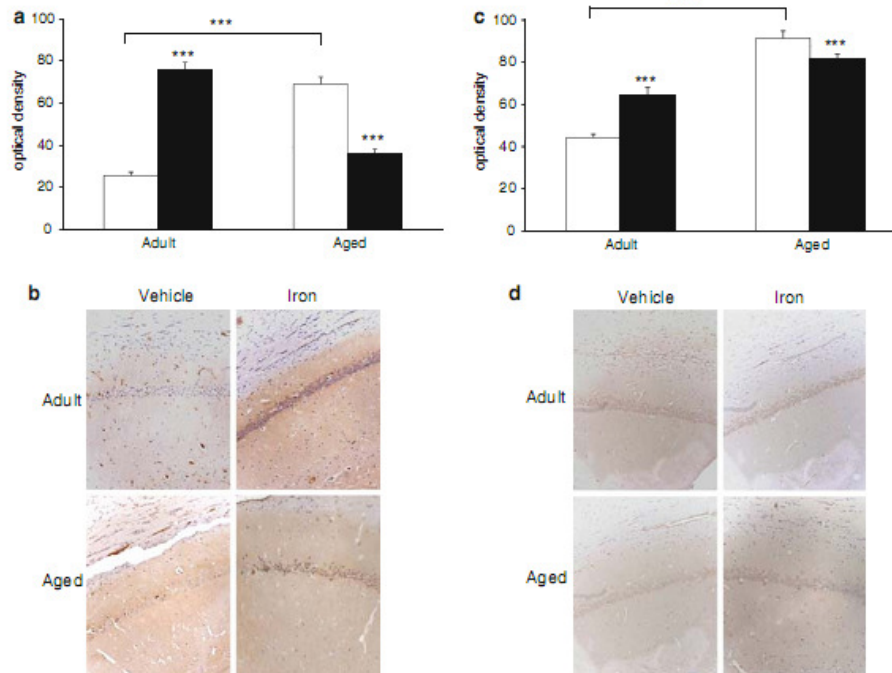 a
100
80
60
40
20
0
optical density
***
***
***
Adult
Aged
b
Vehicle
Iron
Adult
Aged
c
100
80
60
40
20
0
optical density
***
***
Adult
Aged
d
Vehicle
Iron
Adult
Aged